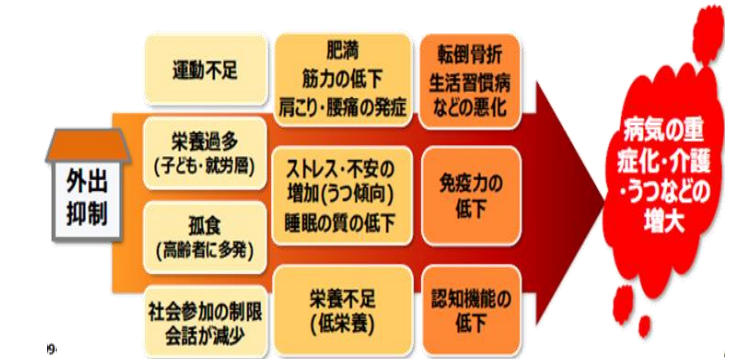 外出
抑制
運動不足
栄養過多
(子ども・就労層)
孤食
(高齢者に多発)
社会参加の制限
会話が減少
肥満
筋力の低下
肩こり・腰痛の発症
ストレス・不安の
増加(うつ傾向)
睡眠の質の低下
栄養不足
(低栄養)
転倒骨折
生活習慣病
などの悪化
免疫力の
低下
認知機能の
低下
病気の重
症化・介護
・うつなどの
増大